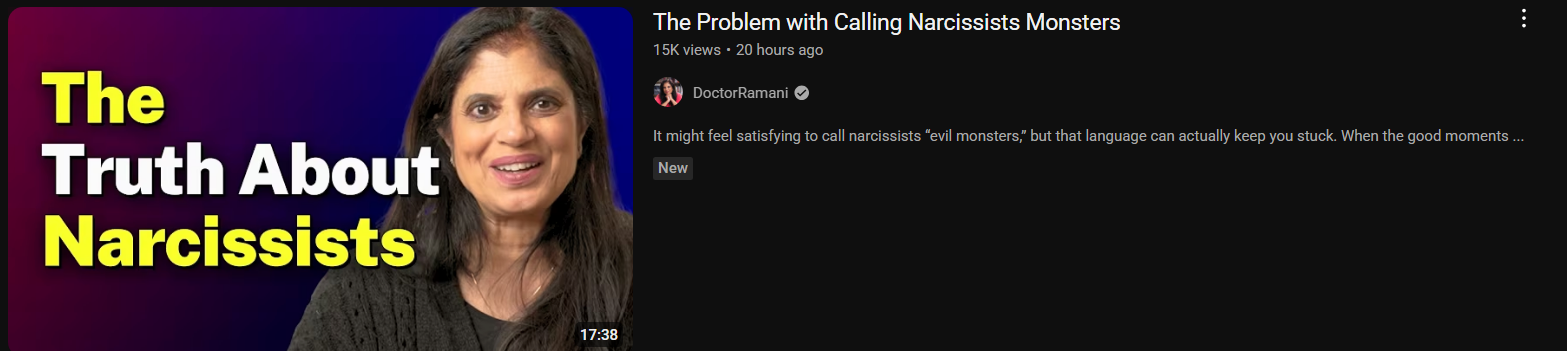 The
Truth About
Narcissists
17:38
The Problem with Calling Narcissists Monsters
15K views • 20 hours ago
DoctorRamani
It might feel satisfying to call narcissists “evil monsters,” but that language can actually keep you stuck. When the good moments ...
New